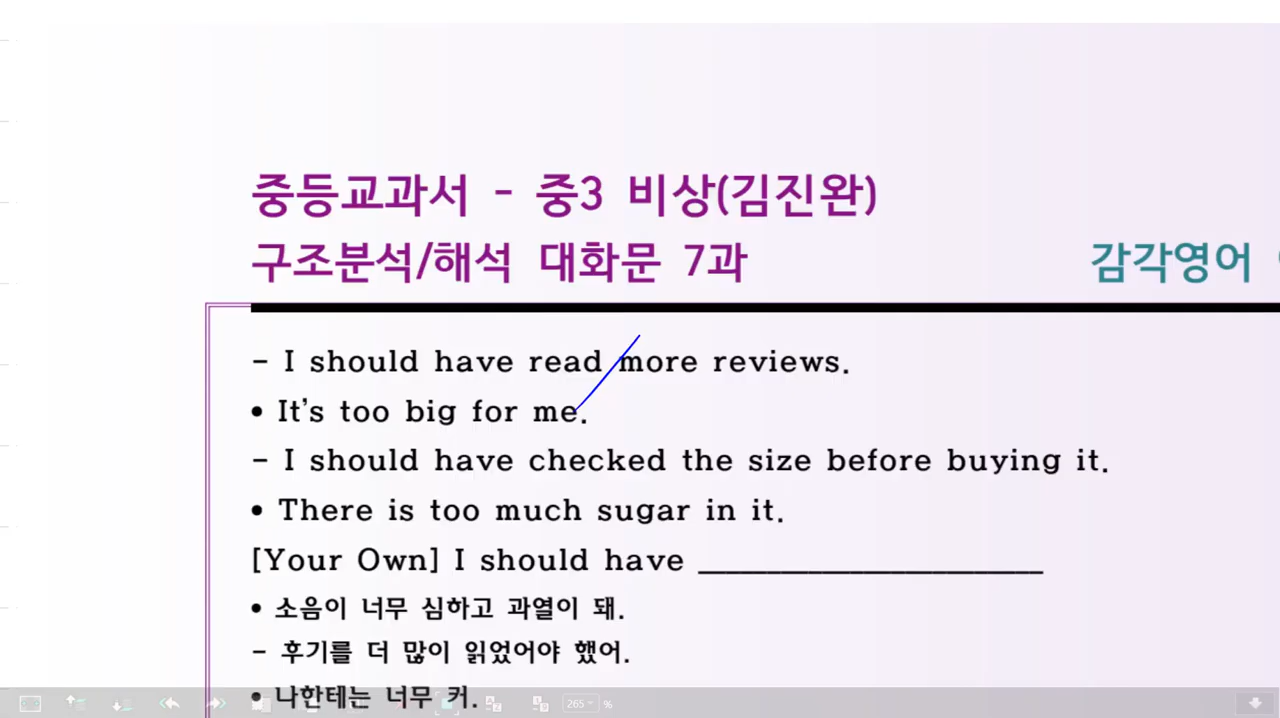 중등교과서 - 중3 비상(김진완)
구조분석/해석 대화문 7과 감각영어
- I should have read more reviews.
• It's too big for me.
- I should have checked the size before buying it.
• There is too much sugar in it.
[Your Own] I should have ____________________
• 소음이 너무 심하고 과열이 돼.
- 후기를 더 많이 읽었어야 했어.
• 나한테는 너무 커.
265 %